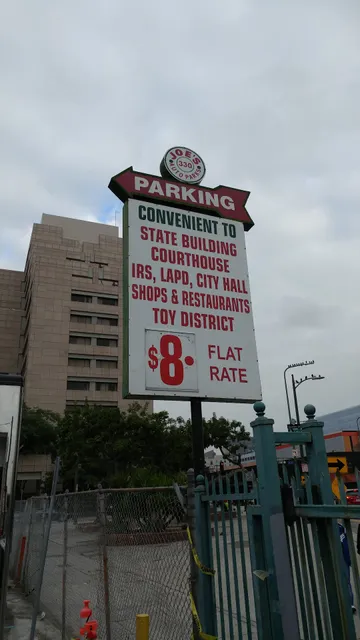 JOE'S
330
AUTO PARKS
PARKING
CONVENIENT TO
STATE BUILDING
COURTHOUSE
IRS, LAPD, CITY HALL
SHOPS & RESTAURANTS
TOY DISTRICT
$8.
FLAT
RATE